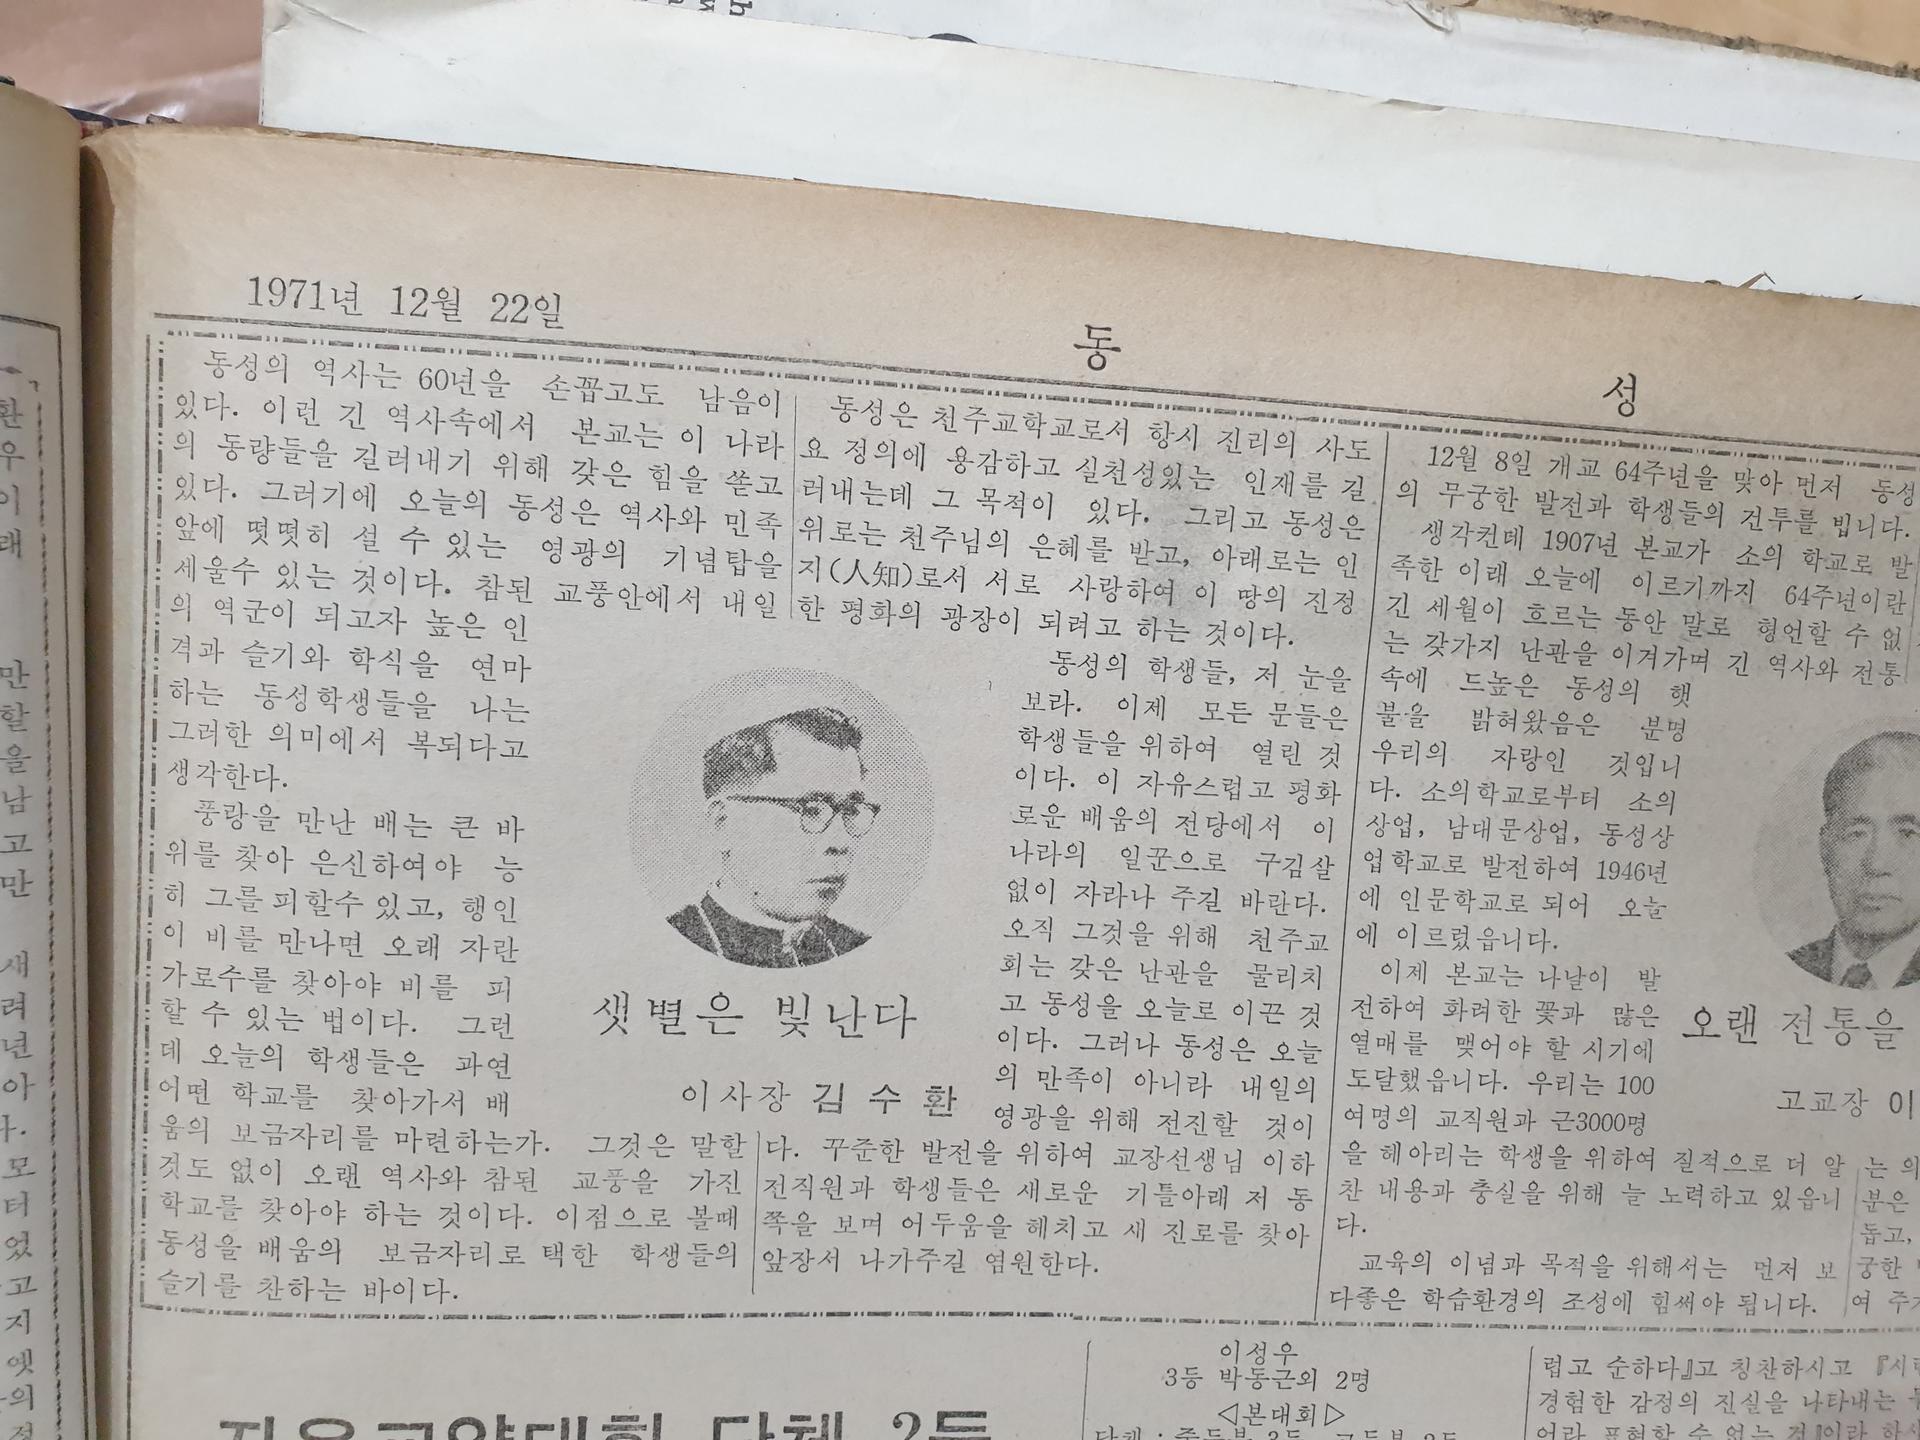 1971년 12월 22일
동
성
동성의 역사는 60년을 손꼽고도 남음이
있다. 이런 긴 역사속에서 본교는 이 나라
의 동량들을 길러내기 위해 갖은 힘을 쏟고
있다. 그러기에 오늘의 동성은 역사와 민족
앞에 떳떳히 설 수 있는 영광의 기념탑을
세울수 있는 것이다. 참된 교풍안에서 내일
의 역군이 되고자 높은 인
격과 슬기와 학식을 연마
하는 동성학생들을 나는
그러한 의미에서 복되다고
생각한다.
풍랑을 만난 배는 큰 바
위를 찾아 은신하여야 능
히 그를 피할수 있고, 행인
이 비를 만나면 오래 자란
가로수를 찾아야 비를 피
할 수 있는 법이다. 그런
데 오늘의 학생들은 과연
어떤 학교를 찾아가서 배
움의 보금자리를 마련하는가. 그것은 말할
것도 없이 오랜 역사와 참된 교풍을 가진
학교를 찾아야 하는 것이다. 이점으로 볼때
동성을 배움의 보금자리로 택한 학생들의
슬기를 찬하는 바이다.
동성은 천주교학교로서 항시 진리의 사도
요 정의에 용감하고 실천성있는 인재를 길
러내는데 그 목적이 있다. 그리고 동성은
위로는 천주님의 은혜를 받고, 아래로는 인
지(人知)로서 서로 사랑하여 이 땅의 진정
한 평화의 광장이 되려고 하는 것이다.
동성의 학생들, 저 눈을
보라. 이제 모든 문들은
학생들을 위하여 열린 것
이다. 이 자유스럽고 평화
로운 배움의 전당에서 이
나라의 일꾼으로 구김살
없이 자라나 주길 바란다.
오직 그것을 위해 천주교
회는 갖은 난관을 물리치
고 동성을 오늘로 이끈 것
이다. 그러나 동성은 오늘
의 만족이 아니라 내일의
영광을 위해 전진할 것이
다. 꾸준한 발전을 위하여 교장선생님 이하
전직원과 학생들은 새로운 기틀아래 저 동
쪽을 보며 어두움을 헤치고 새 진로를 찾아
앞장서 나가주길 염원한다.
샛별은 빛난다
이사장 김수환
12월 8일 개교 64주년을 맞아 먼저 동성
의 무궁한 발전과 학생들의 건투를 빕니다.
생각컨데 1907년 본교가 소의 학교로 발
족한 이래 오늘에 이르기까지 64주년이란
긴 세월이 흐르는 동안 말로 형언할 수 없
는 갖가지 난관을 이겨가며 긴 역사와 전통
속에 드높은 동성의 햇
불을 밝혀왔음은 분명
우리의 자랑인 것입니
다. 소의학교로부터 소의
상업, 남대문상업, 동성상
업학교로 발전하여 1946년
에 인문학교로 되어 오늘
에 이르렀읍니다.
이제 본교는 나날이 발
전하여 화려한 꽃과 많은
열매를 맺어야 할 시기에
도달했읍니다. 우리는 100
여명의 교직원과 근3000명
을 헤아리는 학생을 위하여 질적으로 더 알
찬 내용과 충실을 위해 늘 노력하고 있읍니
다.
교육의 이념과 목적을 위해서는 먼저 보
다좋은 학습환경의 조성에 힘써야 됩니다.
오랜 전통을
고교장 이
는 의
분은
돕고,
궁한
여 주
이성우
3등 박동근외 2명
◁본대회▷
럽고 순하다』고 칭찬하시고
경험한 감정의 진실을 나타내는